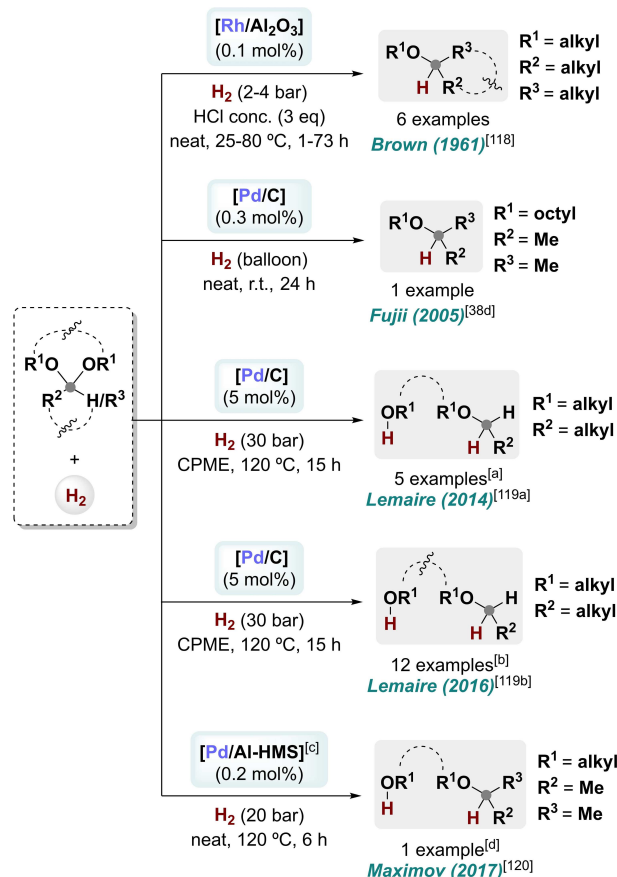 [Rh/Al₂O₃]
(0.1 mol%)
H₂ (2-4 bar)
HCl conc. (3 eq)
neat, 25-80 ºC, 1-73 h
R¹O R³
H R²
R¹ = alkyl
R² = alkyl
R³ = alkyl
6 examples
Brown (1961)[118]
[Pd/C]
(0.3 mol%)
H₂ (balloon)
neat, r.t., 24 h
R¹O R³
H R²
R¹ = octyl
R² = Me
R³ = Me
1 example
Fujii (2005)[38d]
R¹O OR¹
R² H/R³
+
H₂
[Pd/C]
(5 mol%)
H₂ (30 bar)
CPME, 120 ºC, 15 h
OR¹ R¹O H
H H R²
R¹ = alkyl
R² = alkyl
5 examples[a]
Lemaire (2014)[119a]
[Pd/C]
(5 mol%)
H₂ (30 bar)
CPME, 120 ºC, 15 h
OR¹ R¹O H
H H R²
R¹ = alkyl
R² = alkyl
12 examples[b]
Lemaire (2016)[119b]
[Pd/Al-HMS][c]
(0.2 mol%)
H₂ (20 bar)
neat, 120 ºC, 6 h
OR¹ R¹O R³
H H R²
R¹ = alkyl
R² = Me
R³ = Me
1 example[d]
Maximov (2017)[120]